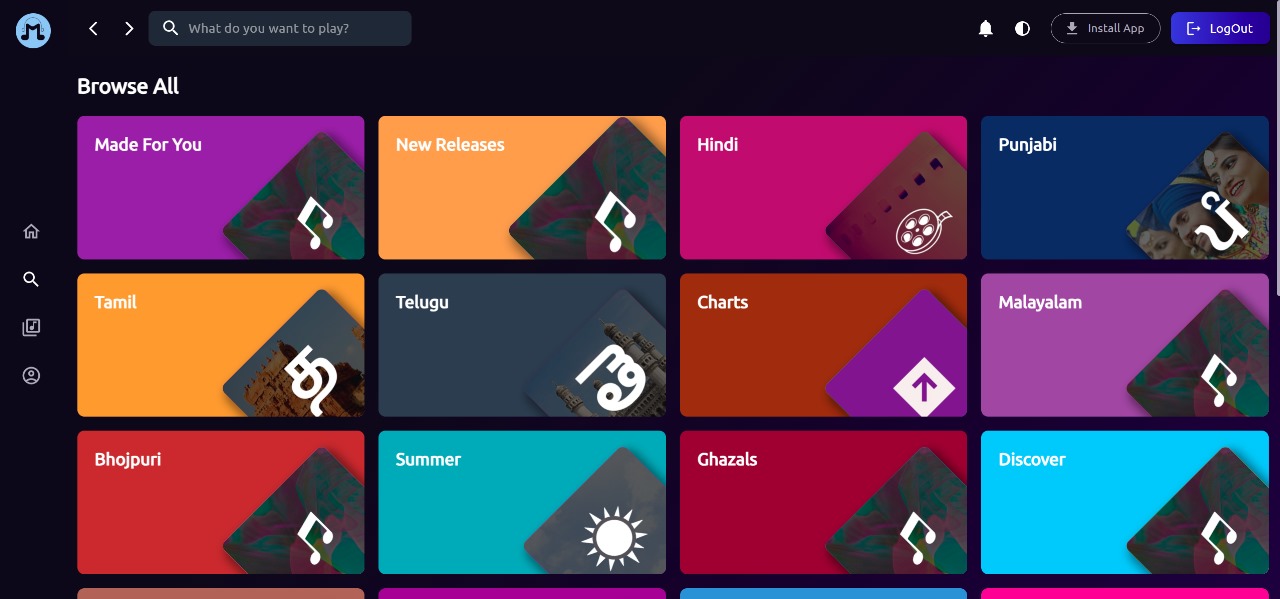 What do you want to play?
Install App
LogOut
Browse All
Made For You
New Releases
Hindi
Punjabi
Tamil
Telugu
Charts
Malayalam
Bhojpuri
Summer
Ghazals
Discover